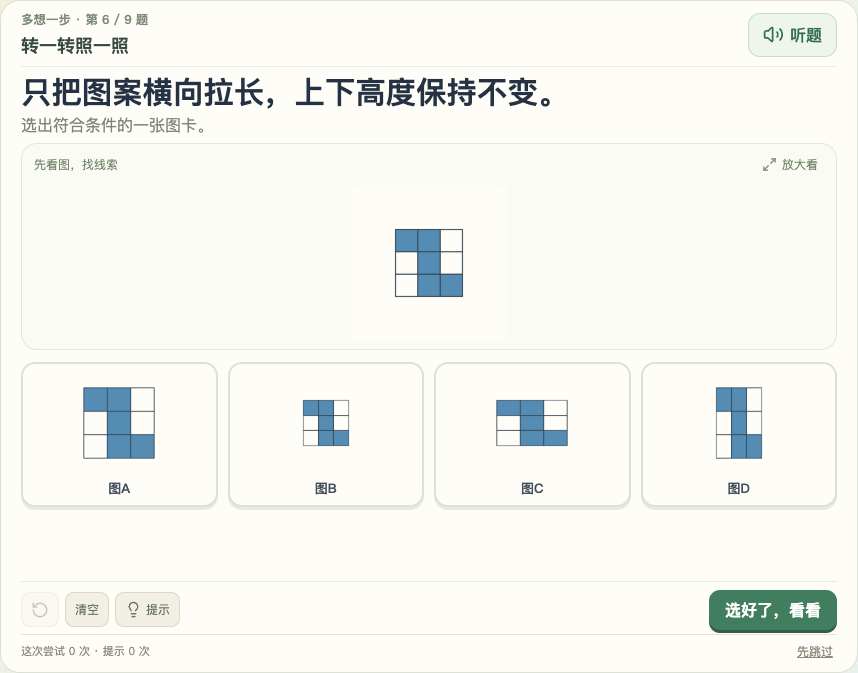 多想一步 · 第 6 / 9 题
转一转照一照
听题
只把图案横向拉长，上下高度保持不变。
选出符合条件的一张图卡。
先看图，找线索
放大看
图A
图B
图C
图D
清空
提示
选好了，看看
这次尝试 0 次 · 提示 0 次
先跳过